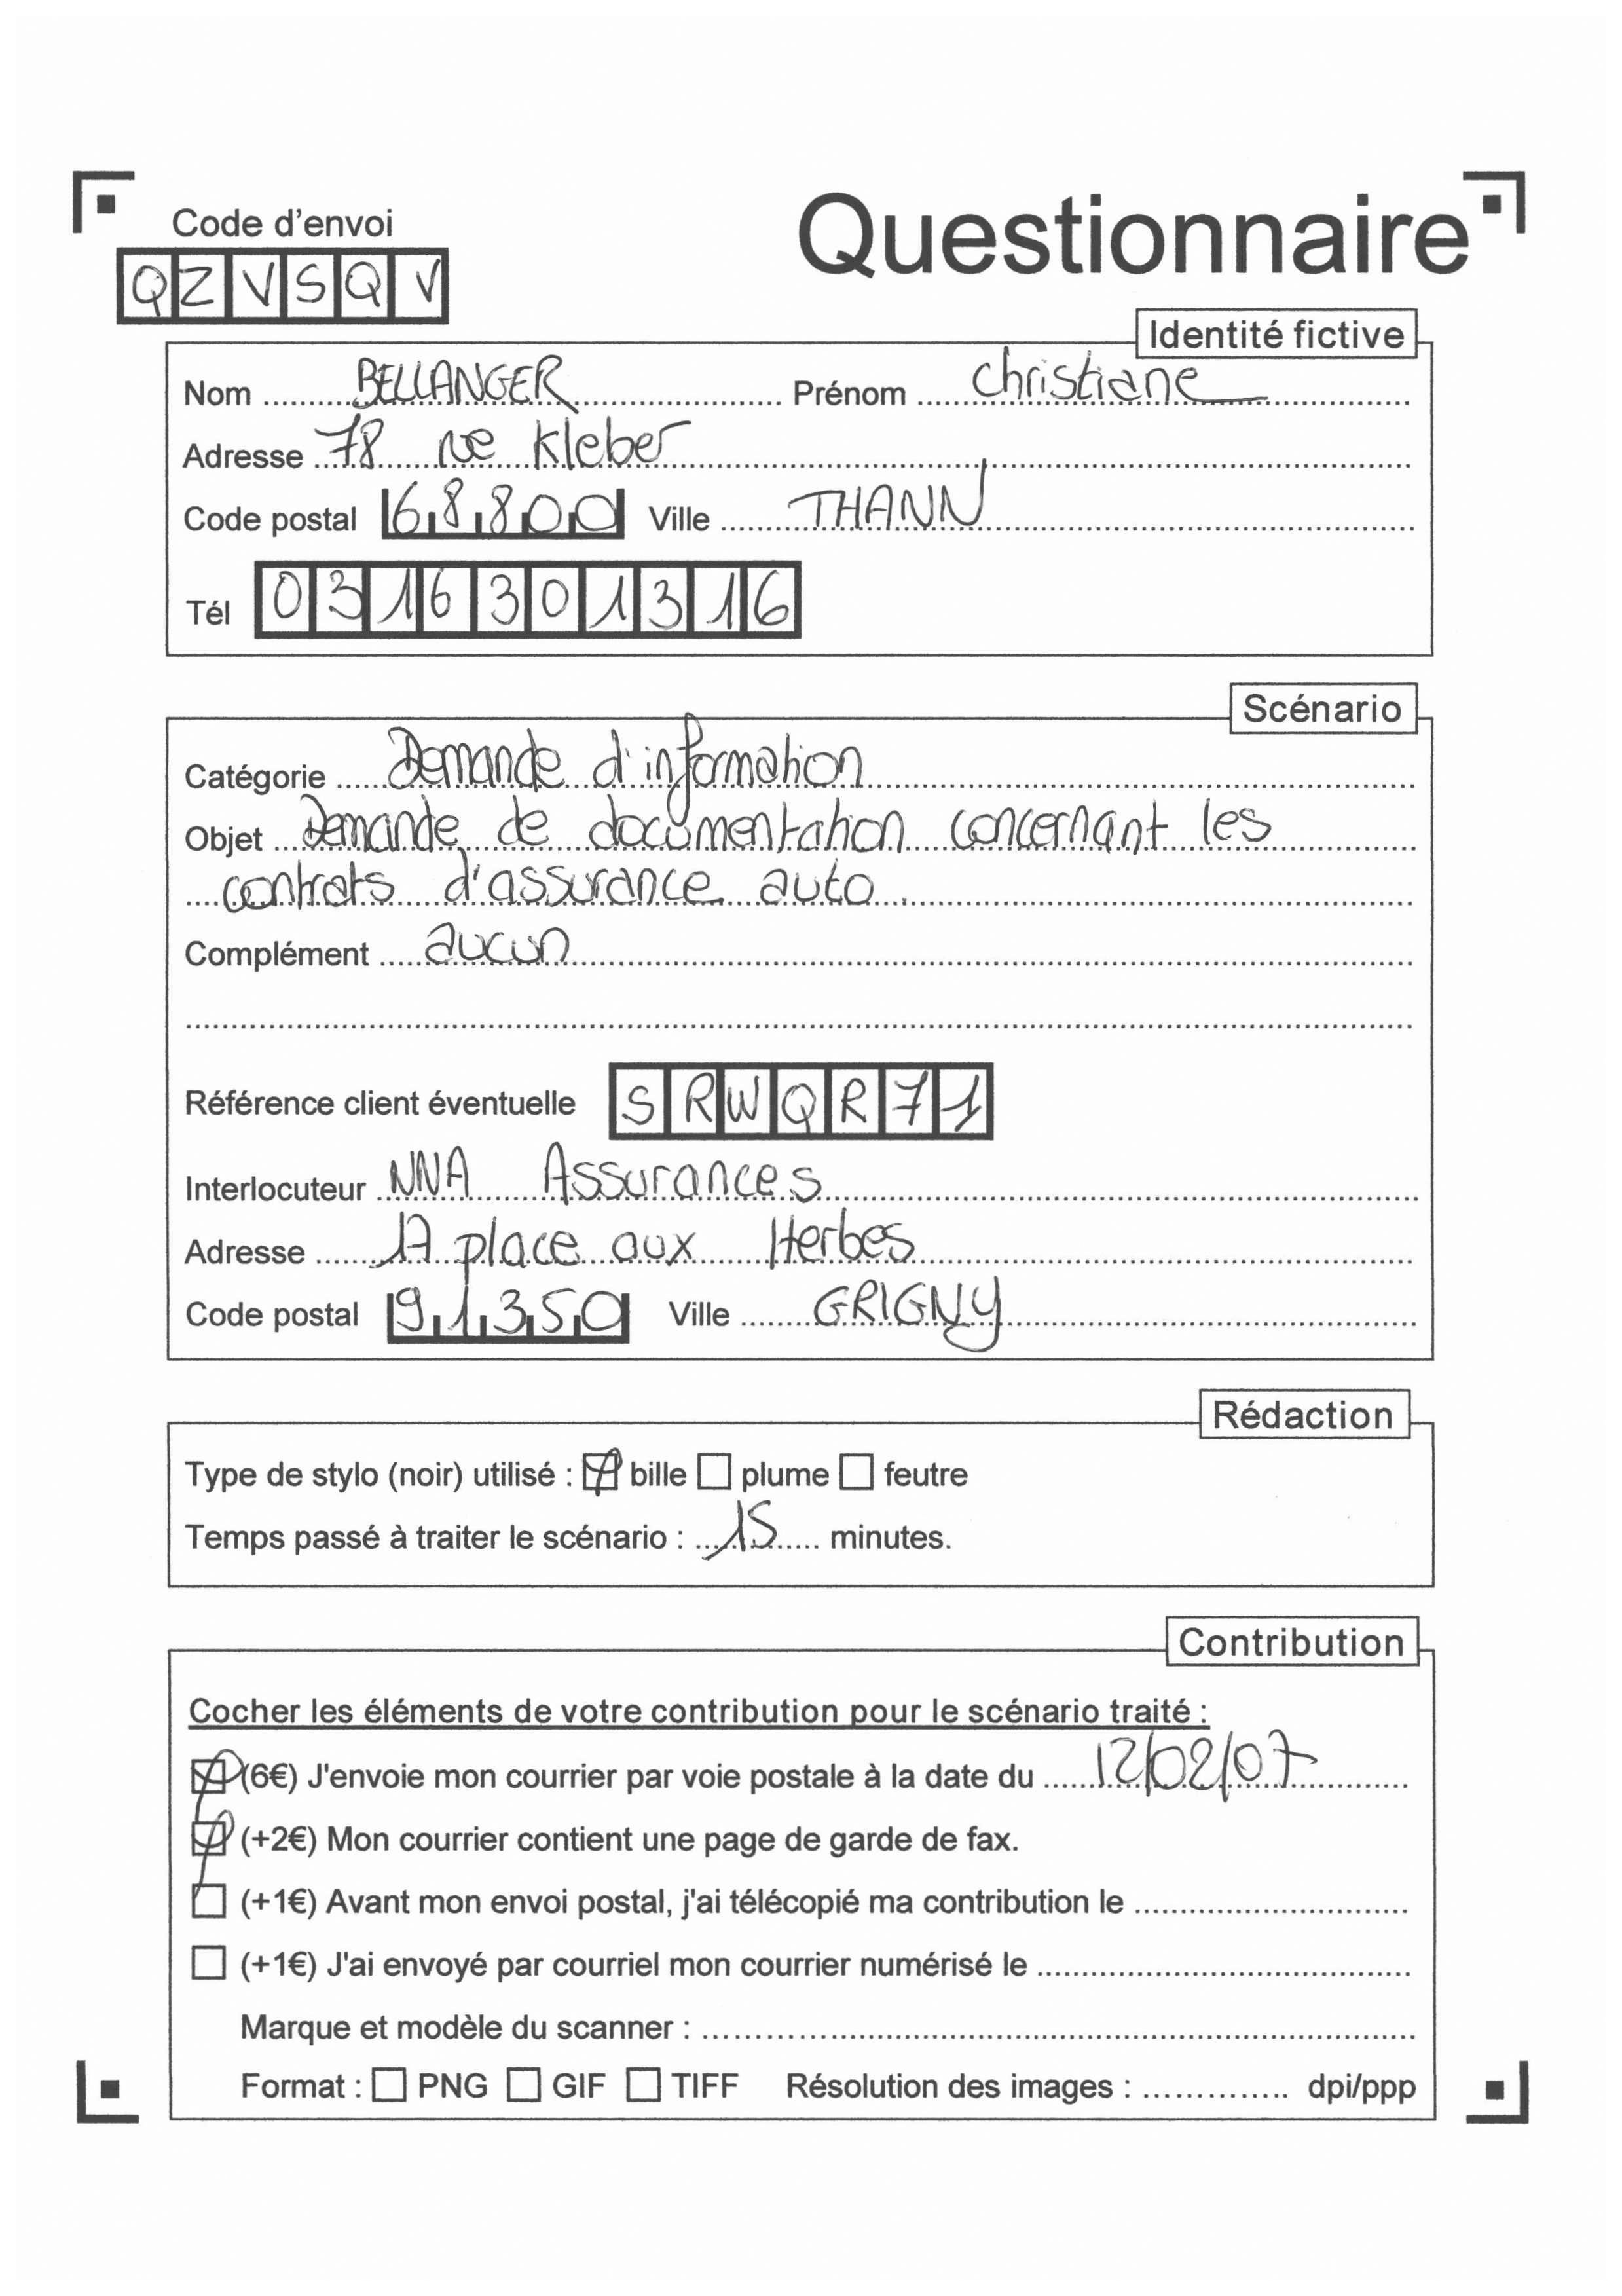 Code d'envoi
Questionnaire
QZVSQV
Identité fictive
Nom BELLANGER Prénom christiane
Adresse 78 rue kleber
Code postal 68800 Ville THANN
Tél 0316301316
Scénario
Catégorie Demande d'information
Objet Demande de documentation concernant les
contrats d'assurance auto.
Complément aucun
Référence client éventuelle SRWQR71
Interlocuteur NNA Assurances
Adresse 17 place aux Herbes
Code postal 91350 Ville GRIGNY
Rédaction
Type de stylo (noir) utilisé : bille plume feutre
Temps passé à traiter le scénario : 15 minutes.
Contribution
Cocher les éléments de votre contribution pour le scénario traité :
(6€) J'envoie mon courrier par voie postale à la date du 12/02/07
(+2€) Mon courrier contient une page de garde de fax.
(+1€) Avant mon envoi postal, j'ai télécopié ma contribution le
(+1€) J'ai envoyé par courriel mon courrier numérisé le
Marque et modèle du scanner :
Format : PNG GIF TIFF Résolution des images : dpi/ppp